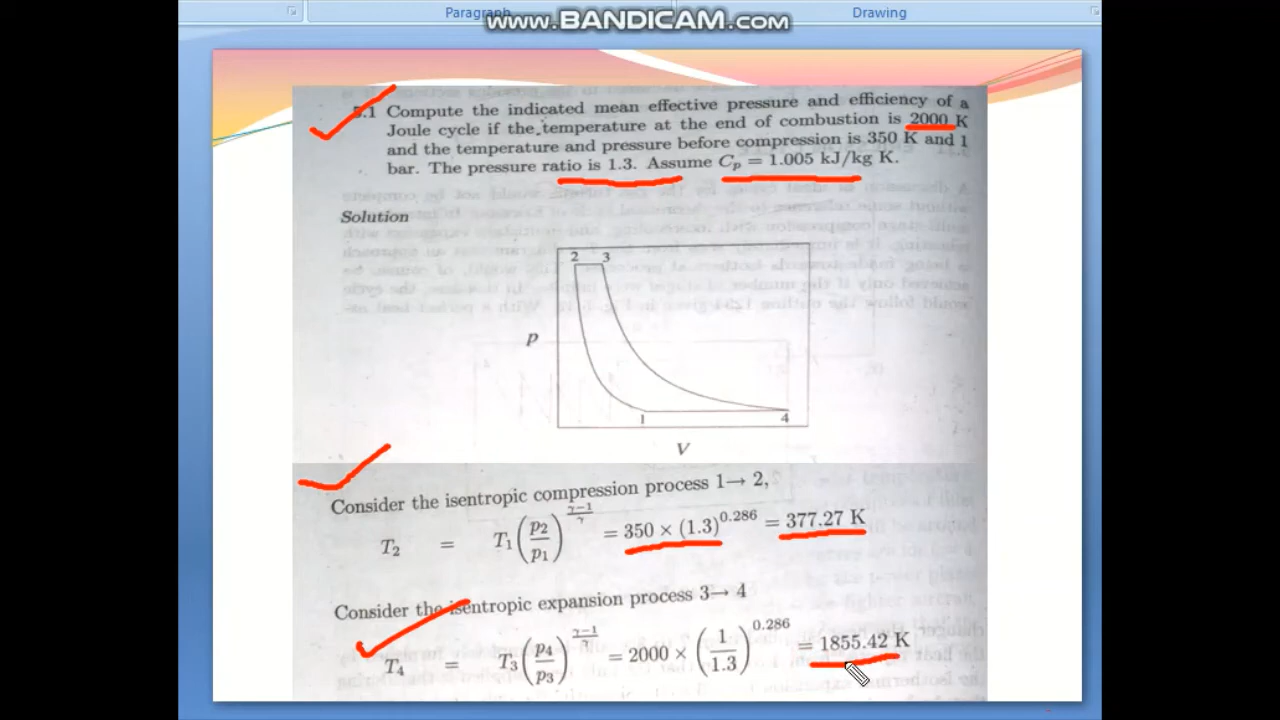 Paragraph
Drawing
www.BANDICAM.com
5.1 Compute the indicated mean effective pressure and efficiency of a
Joule cycle if the temperature at the end of combustion is 2000 K
and the temperature and pressure before compression is 350 K and 1
bar. The pressure ratio is 1.3. Assume Cp = 1.005 kJ/kg K.
Solution
2 3
p
1 4
V
Consider the isentropic compression process 1→ 2,
T2 = T1(p2/p1)^(γ−1)/γ = 350 × (1.3)^0.286 = 377.27 K
Consider the isentropic expansion process 3→ 4
T4 = T3(p4/p3)^(γ−1)/γ = 2000 × (1/1.3)^0.286 = 1855.42 K